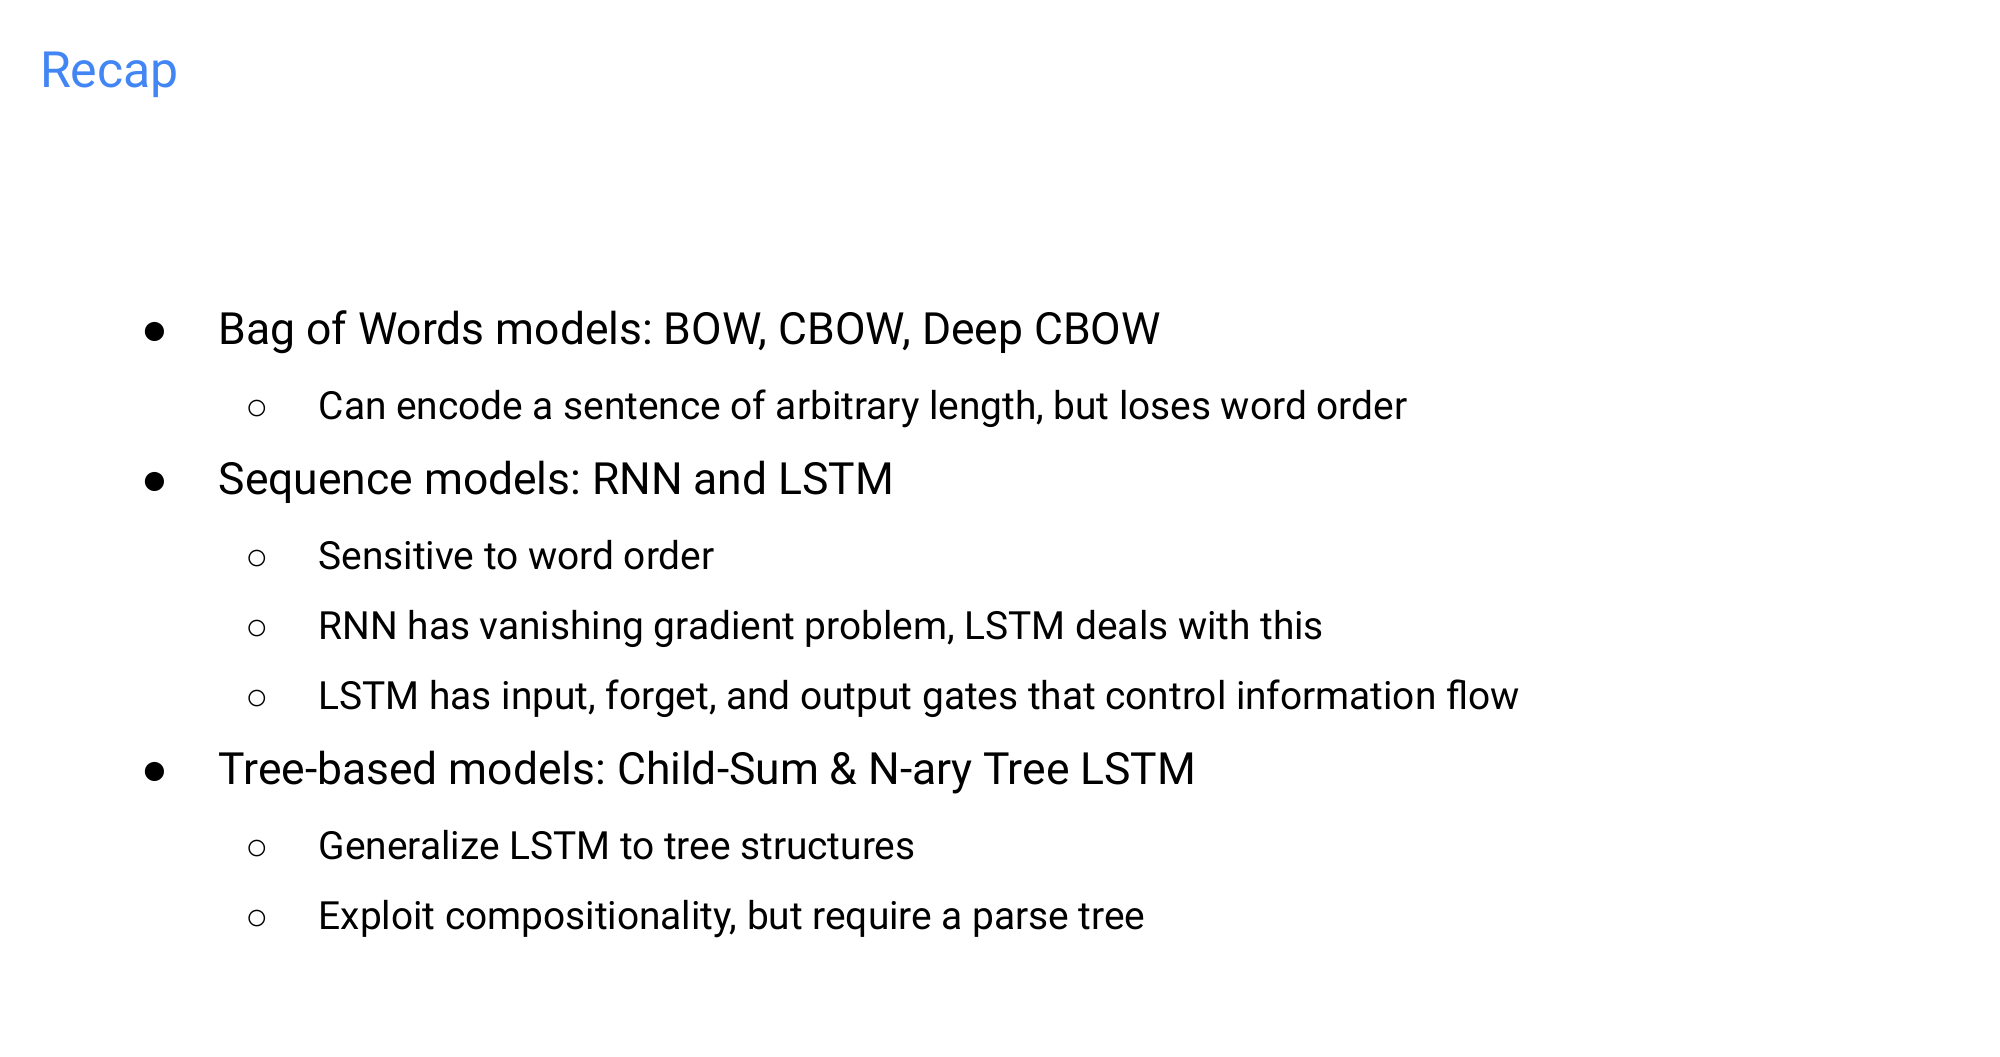 Recap
● Bag of Words models: BOW, CBOW, Deep CBOW
○ Can encode a sentence of arbitrary length, but loses word order
● Sequence models: RNN and LSTM
○ Sensitive to word order
○ RNN has vanishing gradient problem, LSTM deals with this
○ LSTM has input, forget, and output gates that control information flow
● Tree-based models: Child-Sum & N-ary Tree LSTM
○ Generalize LSTM to tree structures
○ Exploit compositionality, but require a parse tree